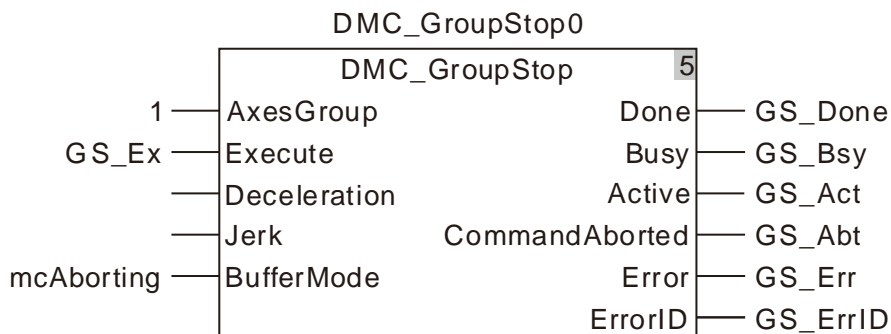 DMC_GroupStop0
DMC_GroupStop 5
1 AxesGroup Done GS_Done
GS_Ex Execute Busy GS_Bsy
Deceleration Active GS_Act
Jerk CommandAborted GS_Abt
mcAborting BufferMode Error GS_Err
ErrorID GS_ErrID